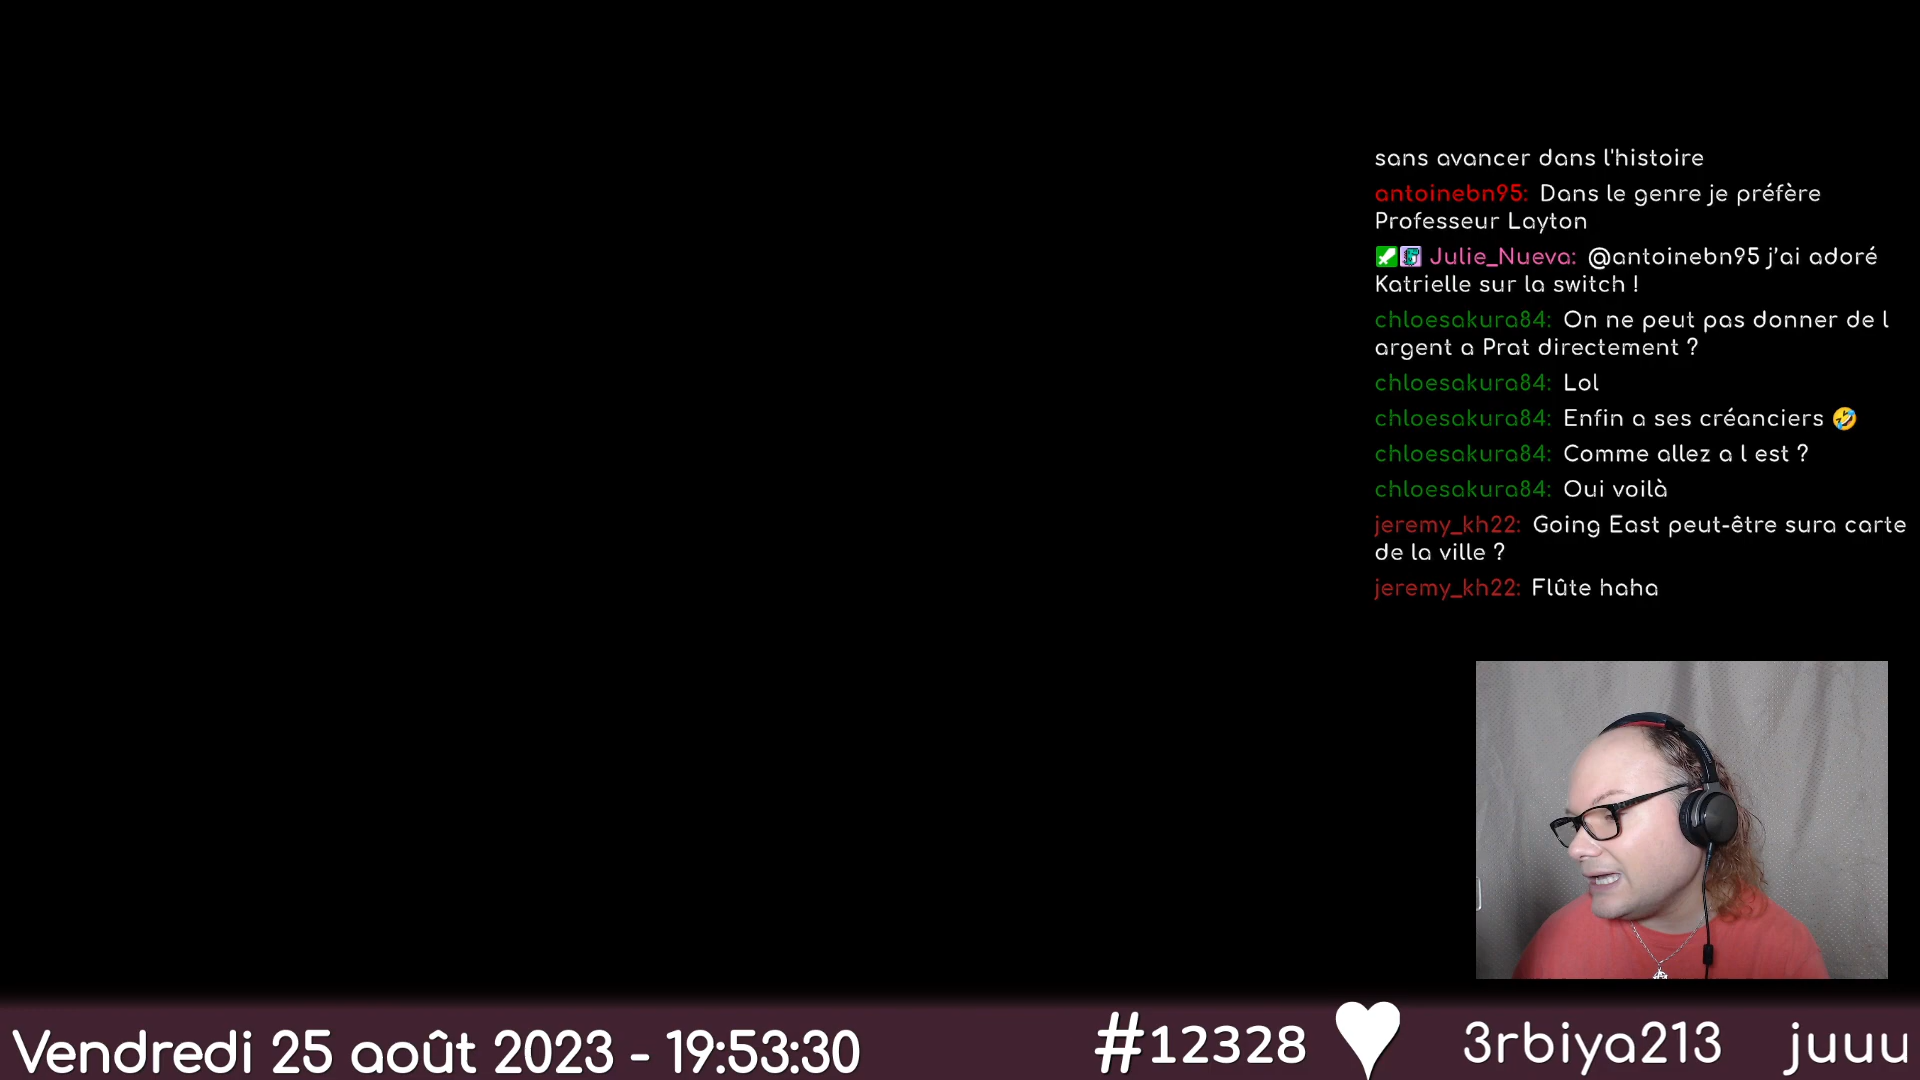 sans avancer dans l'histoire
antoinebn95: Dans le genre je préfère
Professeur Layton
Julie_Nueva: @antoinebn95 j'ai adoré
Katrielle sur la switch !
chloesakura84: On ne peut pas donner de l
argent a Prat directement ?
chloesakura84: Lol
chloesakura84: Enfin a ses créanciers 🤣
chloesakura84: Comme allez a l est ?
chloesakura84: Oui voilà
jeremy_kh22: Going East peut-être sura carte
de la ville ?
jeremy_kh22: Flûte haha
Vendredi 25 août 2023 - 19:53:30 #12328 3rbiya213 juuu